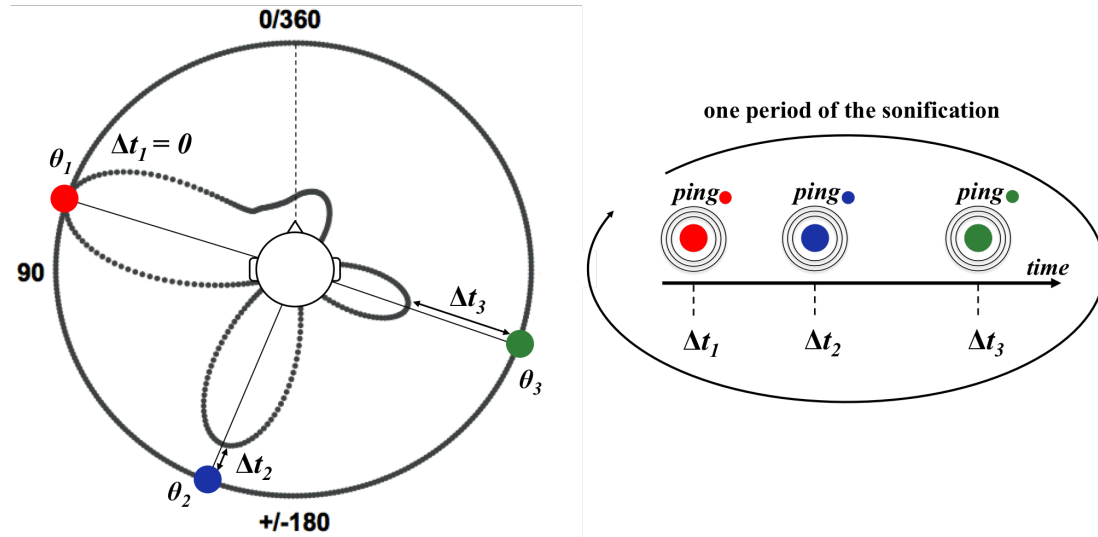 0/360
Δt1 = 0
θ1
90
Δt3
θ3
Δt2
θ2
+/-180
one period of the sonification
ping ping ping
time
Δt1 Δt2 Δt3